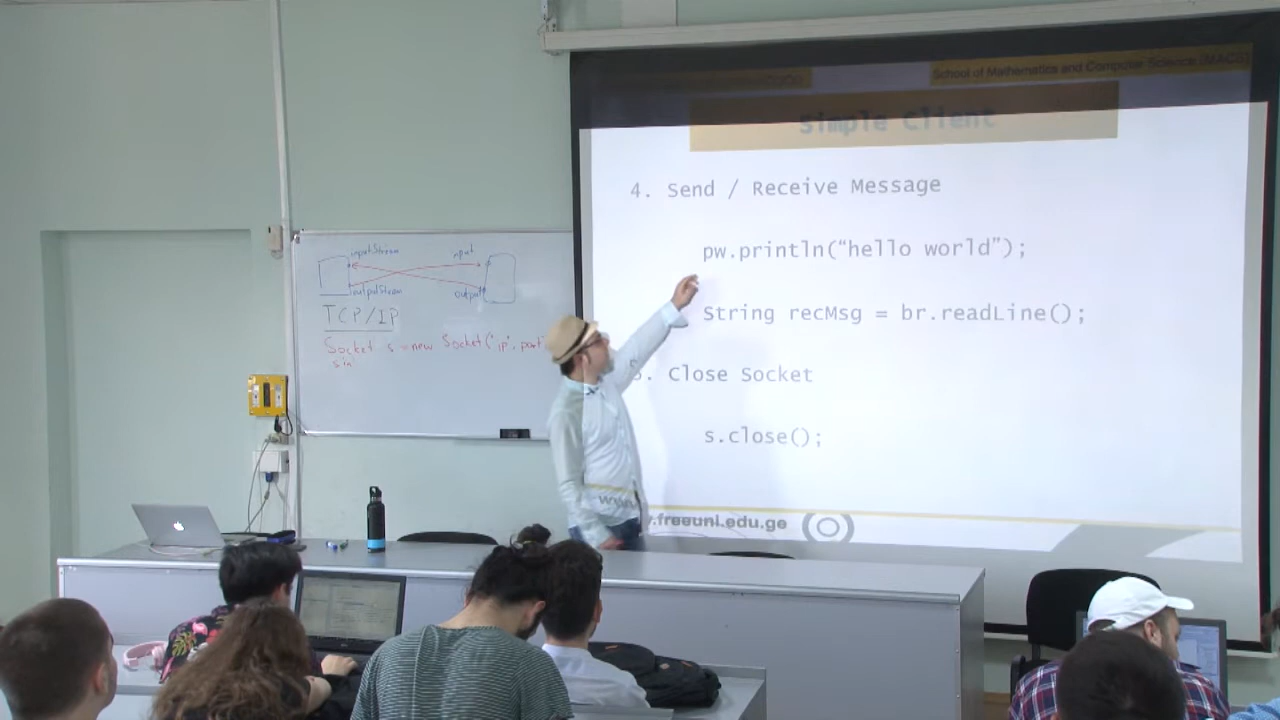 School of Mathematics and Computer Science (MACS)
Simple Client
4. Send / Receive Message
pw.println(“hello world”);
String recMsg = br.readLine();
5. Close Socket
s.close();
www.freeuni.edu.ge
inputStream
input
outputStream
output
TCP/IP
Socket s = new Socket("ip", port